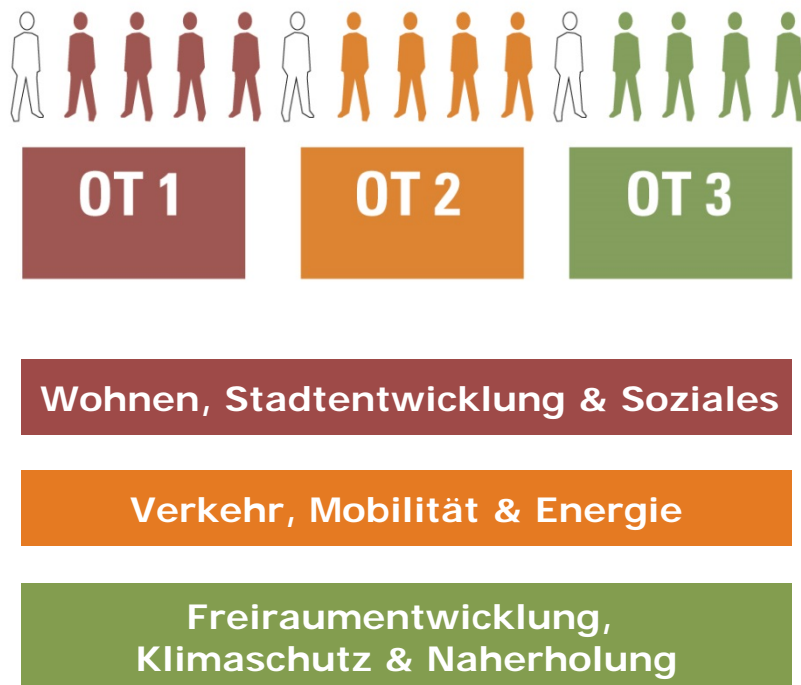 OT 1
OT 2
OT 3
Wohnen, Stadtentwicklung & Soziales
Verkehr, Mobilität & Energie
Freiraumentwicklung,
Klimaschutz & Naherholung